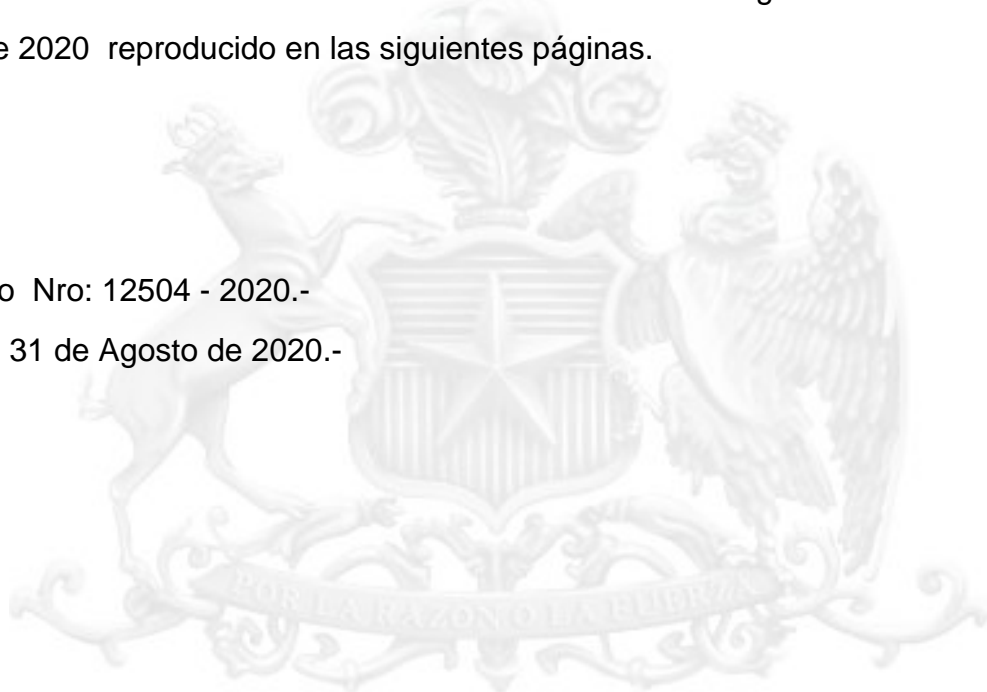 e 2020 reproducido en las siguientes páginas.
o Nro: 12504 - 2020.-
31 de Agosto de 2020.-
POR LA RAZON O LA FUERZA